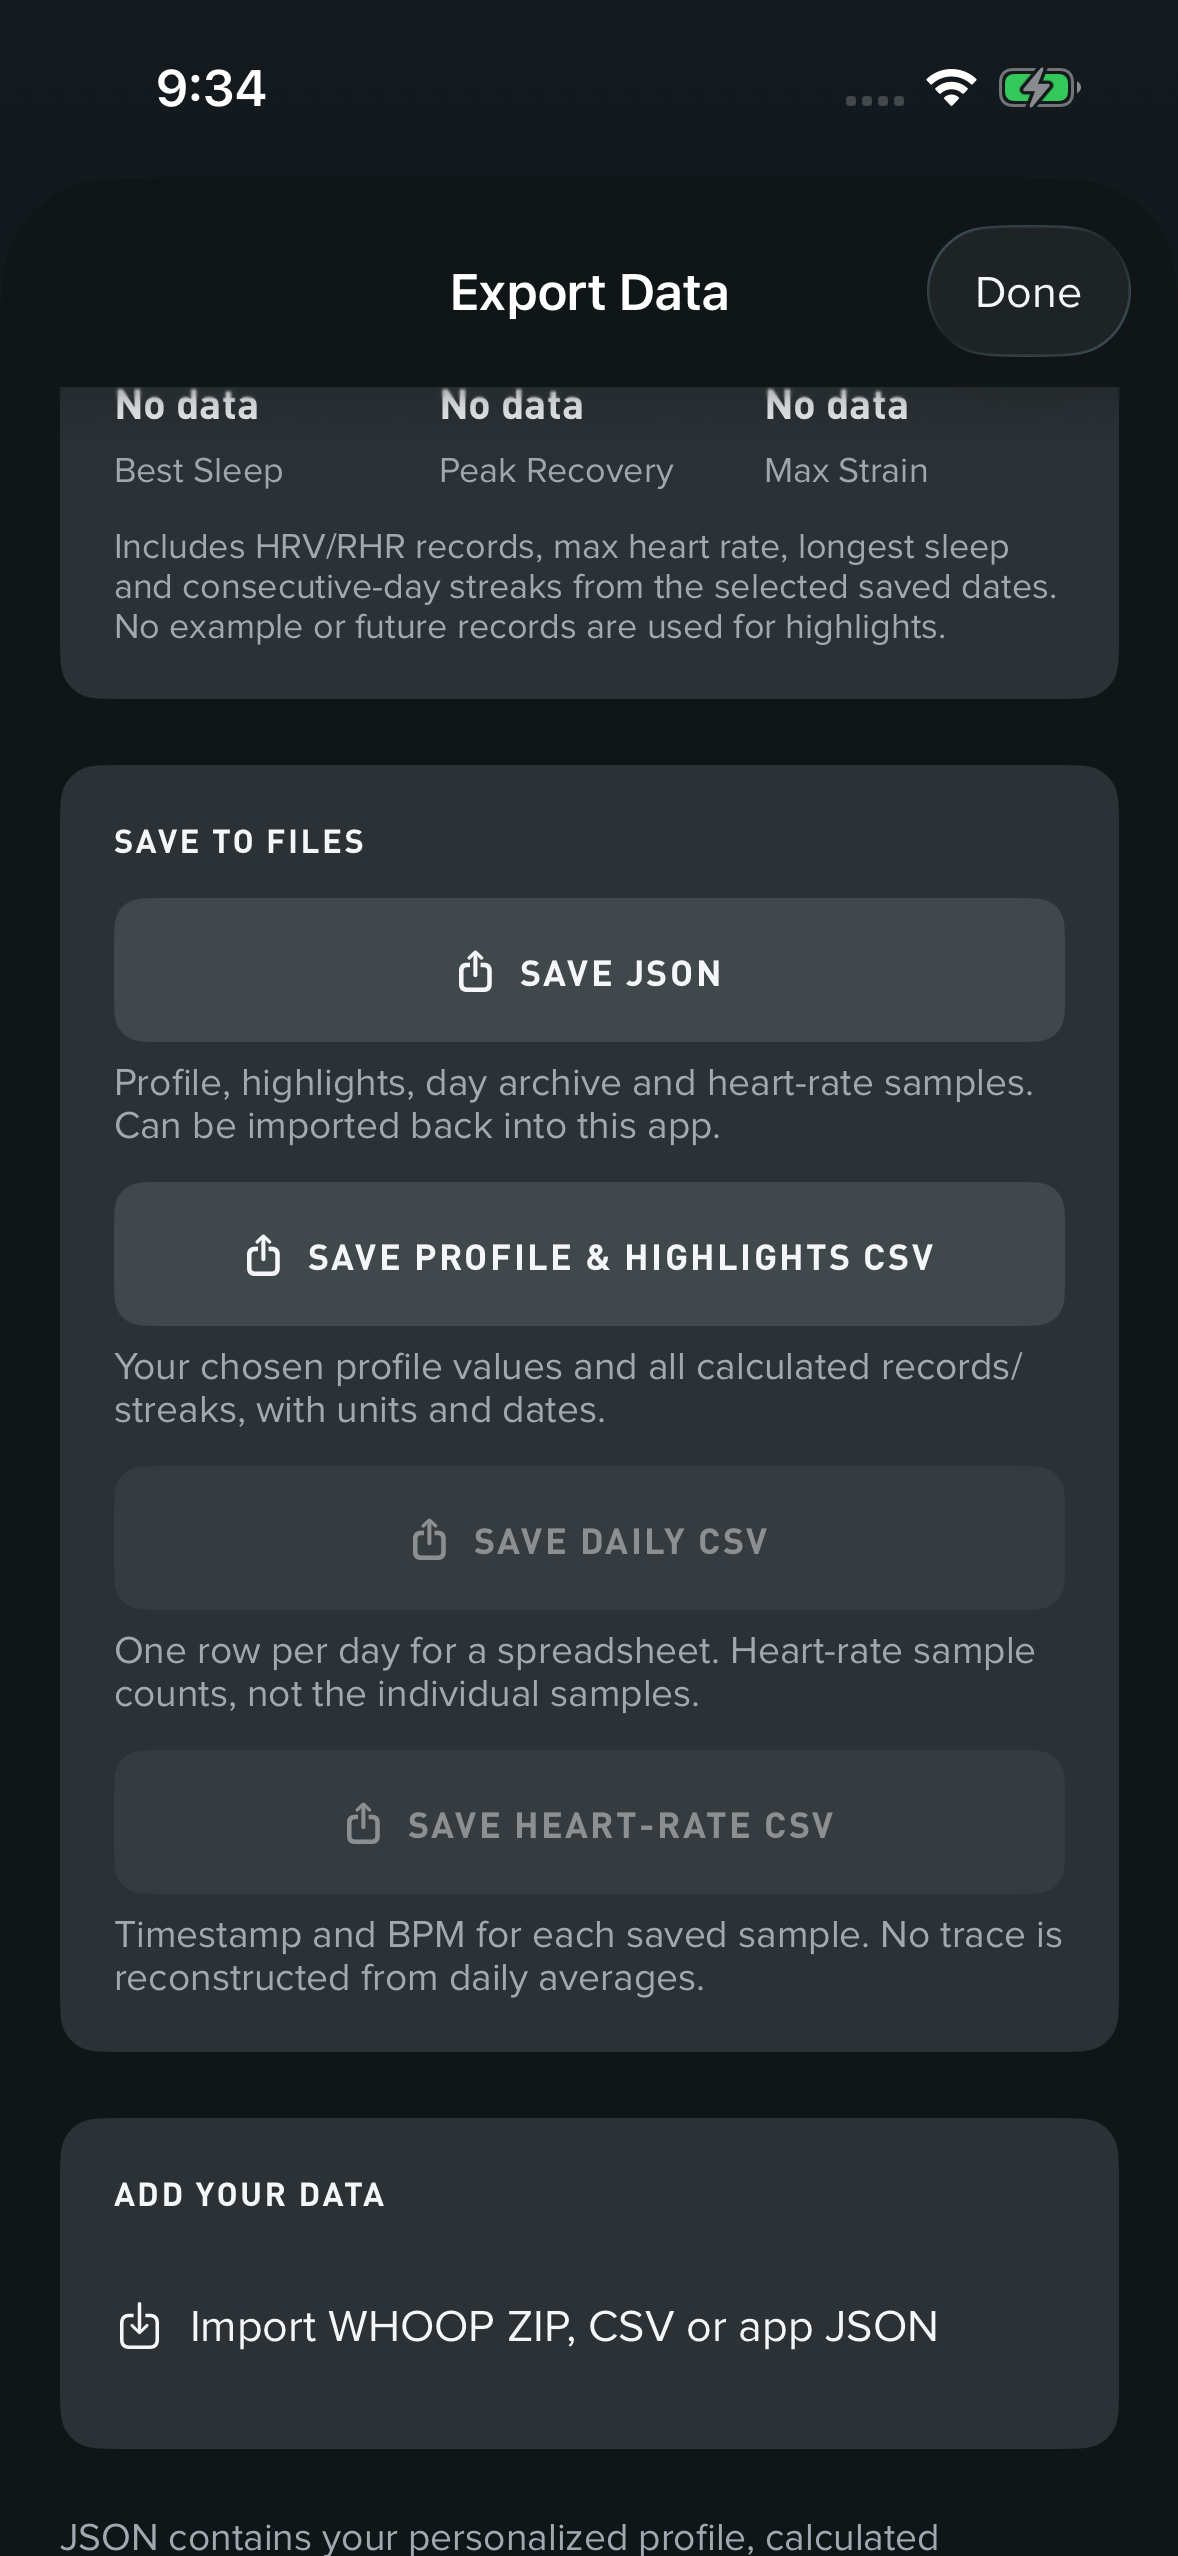 9:34
Export Data
Done
No data No data No data
Best Sleep Peak Recovery Max Strain
Includes HRV/RHR records, max heart rate, longest sleep
and consecutive-day streaks from the selected saved dates.
No example or future records are used for highlights.
SAVE TO FILES
SAVE JSON
Profile, highlights, day archive and heart-rate samples.
Can be imported back into this app.
SAVE PROFILE & HIGHLIGHTS CSV
Your chosen profile values and all calculated records/
streaks, with units and dates.
SAVE DAILY CSV
One row per day for a spreadsheet. Heart-rate sample
counts, not the individual samples.
SAVE HEART-RATE CSV
Timestamp and BPM for each saved sample. No trace is
reconstructed from daily averages.
ADD YOUR DATA
Import WHOOP ZIP, CSV or app JSON
JSON contains your personalized profile, calculated